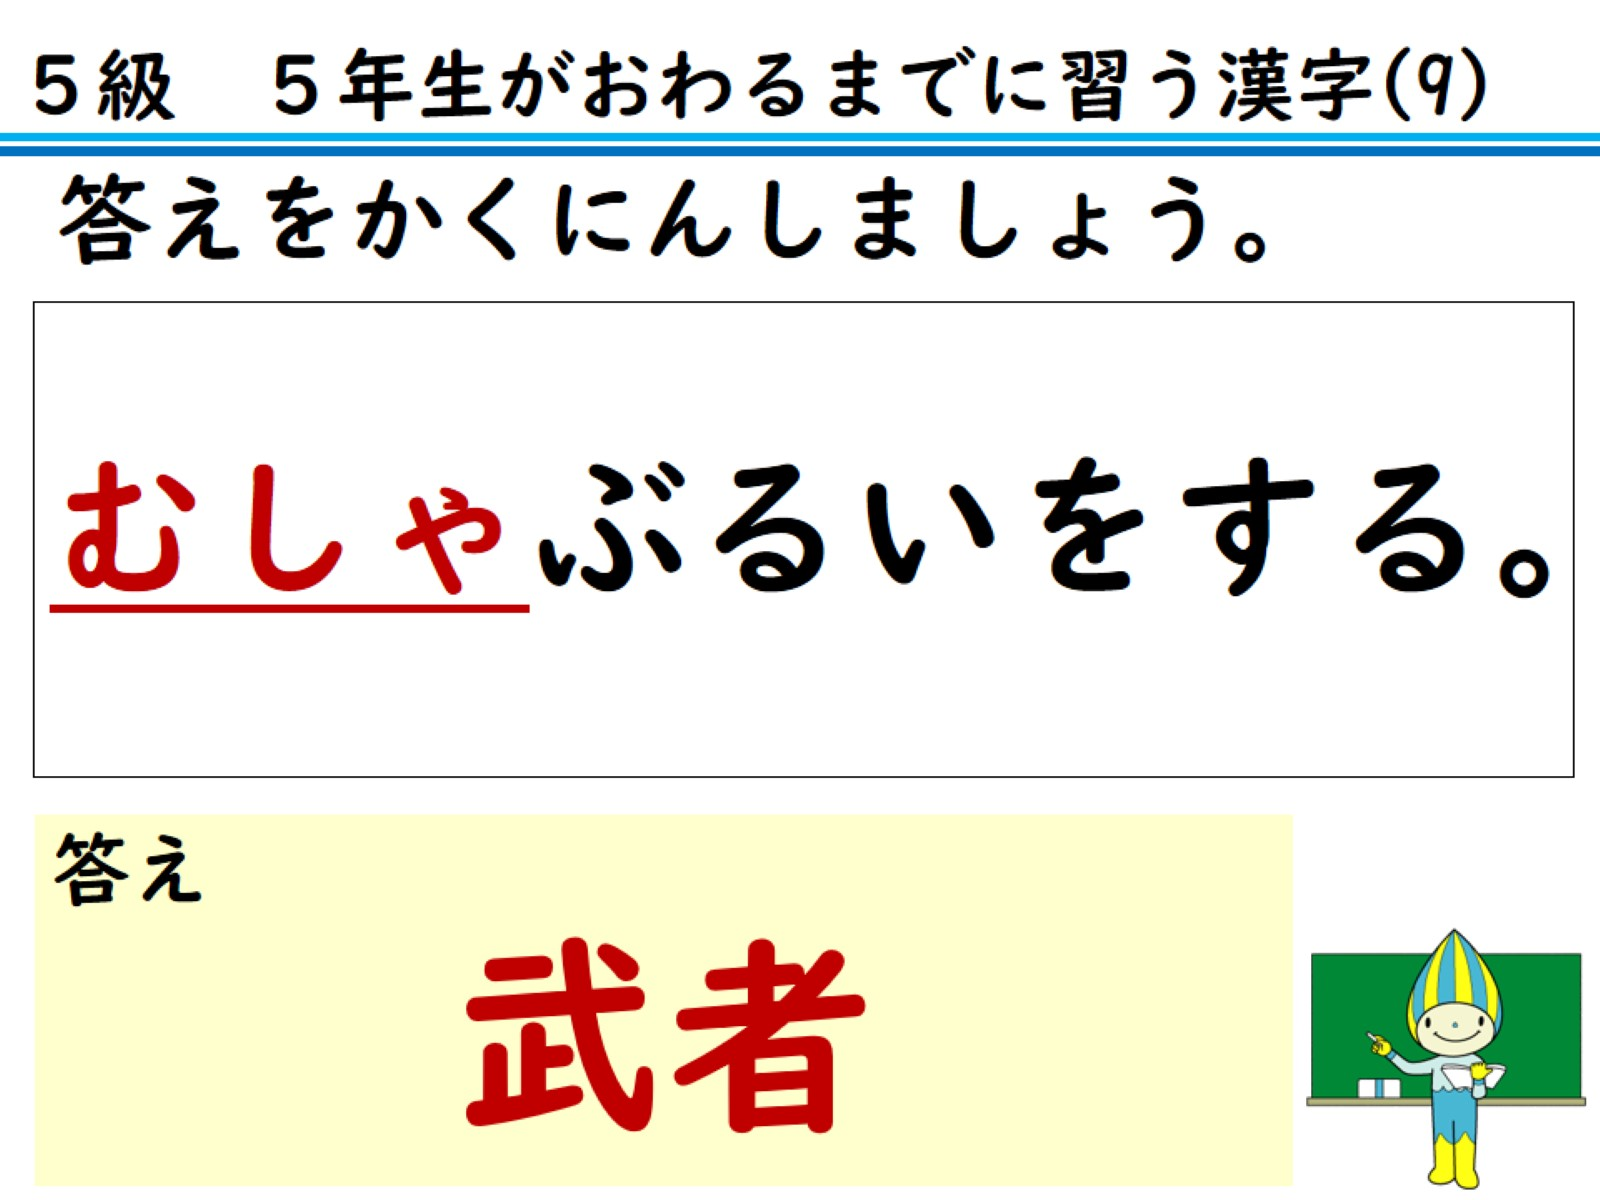 ５級　５年生がおわるまでに習う漢字(9)
答えをかくにんしましょう。
むしゃぶるいをする。
答え
武者